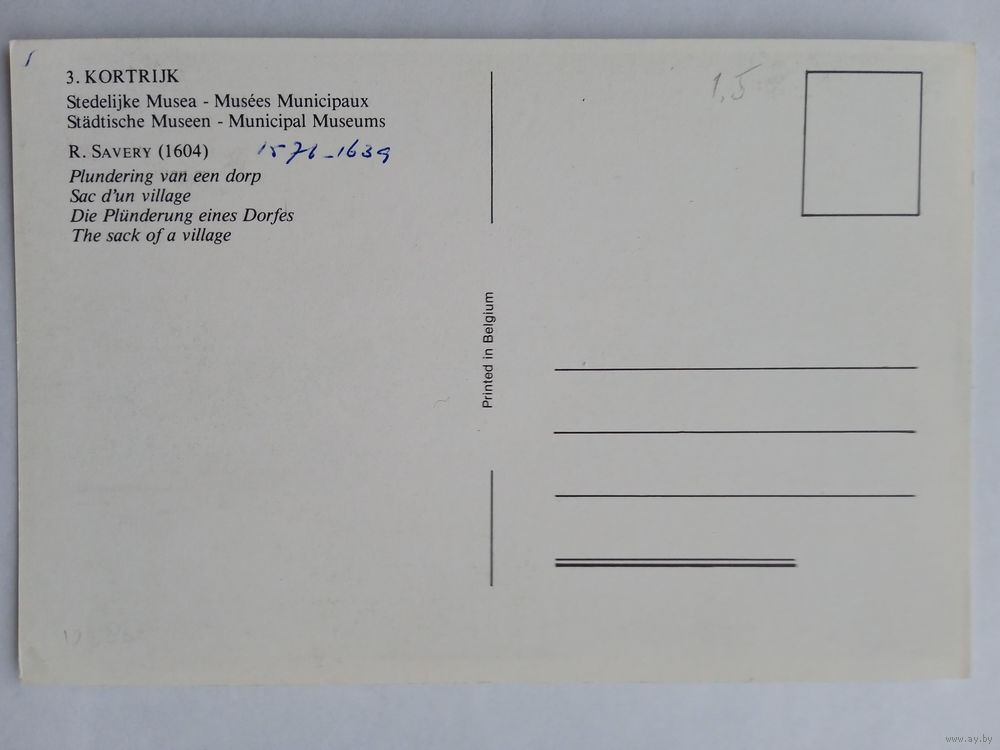 3. KORTRIJK
Stedelijke Musea - Musées Municipaux
Städtische Museen - Municipal Museums
R. SAVERY (1604) 1576-1639
Plundering van een dorp
Sac d'un village
Die Plünderung eines Dorfes
The sack of a village
Printed in Belgium
1,5
www.ay.by